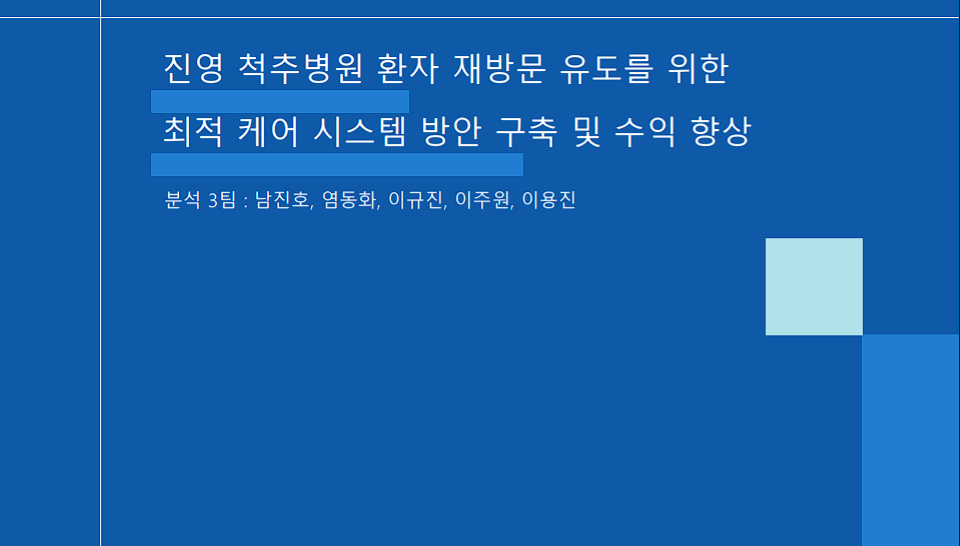 진영 척추병원 환자 재방문 유도를 위한
최적 케어 시스템 방안 구축 및 수익 향상
분석 3팀 : 남진호, 염동화, 이규진, 이주원, 이용진